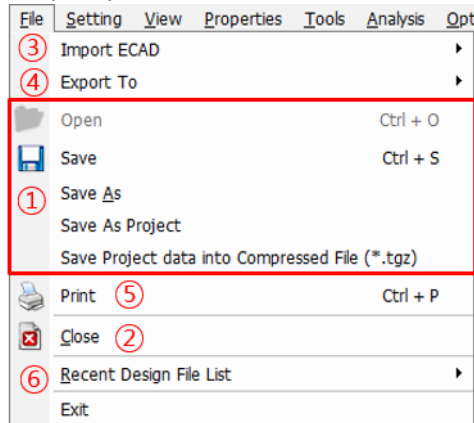 File Setting View Properties Tools Analysis Opt
③ Import ECAD
④ Export To
Open Ctrl + O
Save Ctrl + S
① Save As
Save As Project
Save Project data into Compressed File (*.tgz)
Print ⑤ Ctrl + P
Close ②
⑥ Recent Design File List
Exit